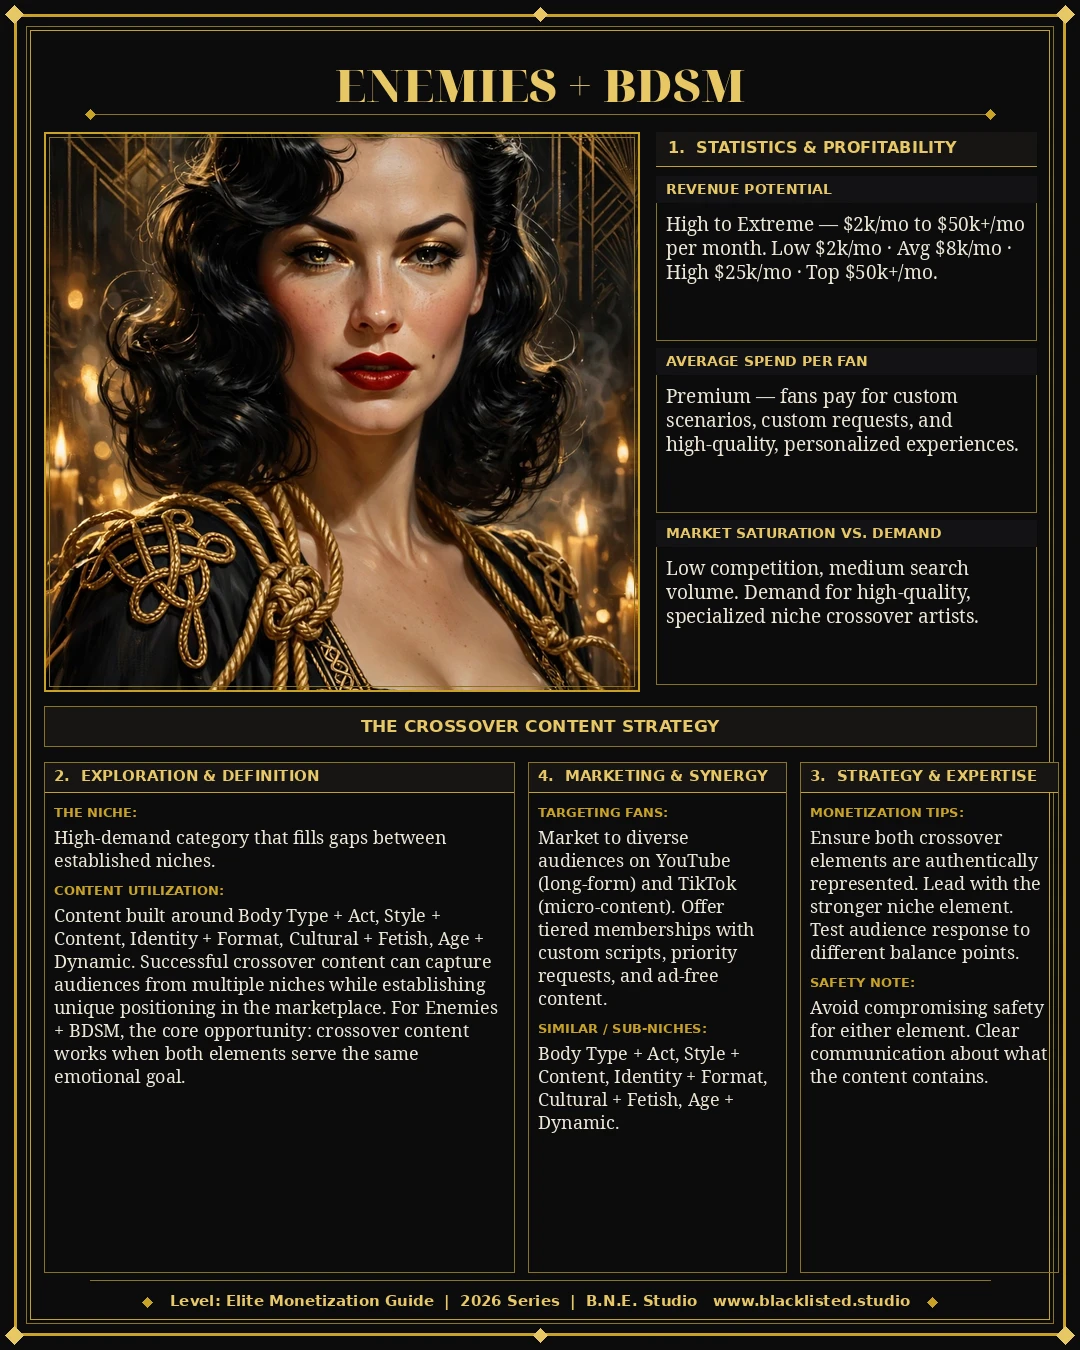 ENEMIES + BDSM
1. STATISTICS & PROFITABILITY
REVENUE POTENTIAL
High to Extreme — $2k/mo to $50k+/mo
per month. Low $2k/mo · Avg $8k/mo ·
High $25k/mo · Top $50k+/mo.
AVERAGE SPEND PER FAN
Premium — fans pay for custom
scenarios, custom requests, and
high-quality, personalized experiences.
MARKET SATURATION VS. DEMAND
Low competition, medium search
volume. Demand for high-quality,
specialized niche crossover artists.
THE CROSSOVER CONTENT STRATEGY
2. EXPLORATION & DEFINITION
THE NICHE:
High-demand category that fills gaps between
established niches.
CONTENT UTILIZATION:
Content built around Body Type + Act, Style +
Content, Identity + Format, Cultural + Fetish, Age +
Dynamic. Successful crossover content can capture
audiences from multiple niches while establishing
unique positioning in the marketplace. For Enemies
+ BDSM, the core opportunity: crossover content
works when both elements serve the same
emotional goal.
4. MARKETING & SYNERGY
TARGETING FANS:
Market to diverse
audiences on YouTube
(long-form) and TikTok
(micro-content). Offer
tiered memberships with
custom scripts, priority
requests, and ad-free
content.
SIMILAR / SUB-NICHES:
Body Type + Act, Style +
Content, Identity + Format,
Cultural + Fetish, Age +
Dynamic.
3. STRATEGY & EXPERTISE
MONETIZATION TIPS:
Ensure both crossover
elements are authentically
represented. Lead with the
stronger niche element.
Test audience response to
different balance points.
SAFETY NOTE:
Avoid compromising safety
for either element. Clear
communication about what
the content contains.
Level: Elite Monetization Guide | 2026 Series | B.N.E. Studio www.blacklisted.studio